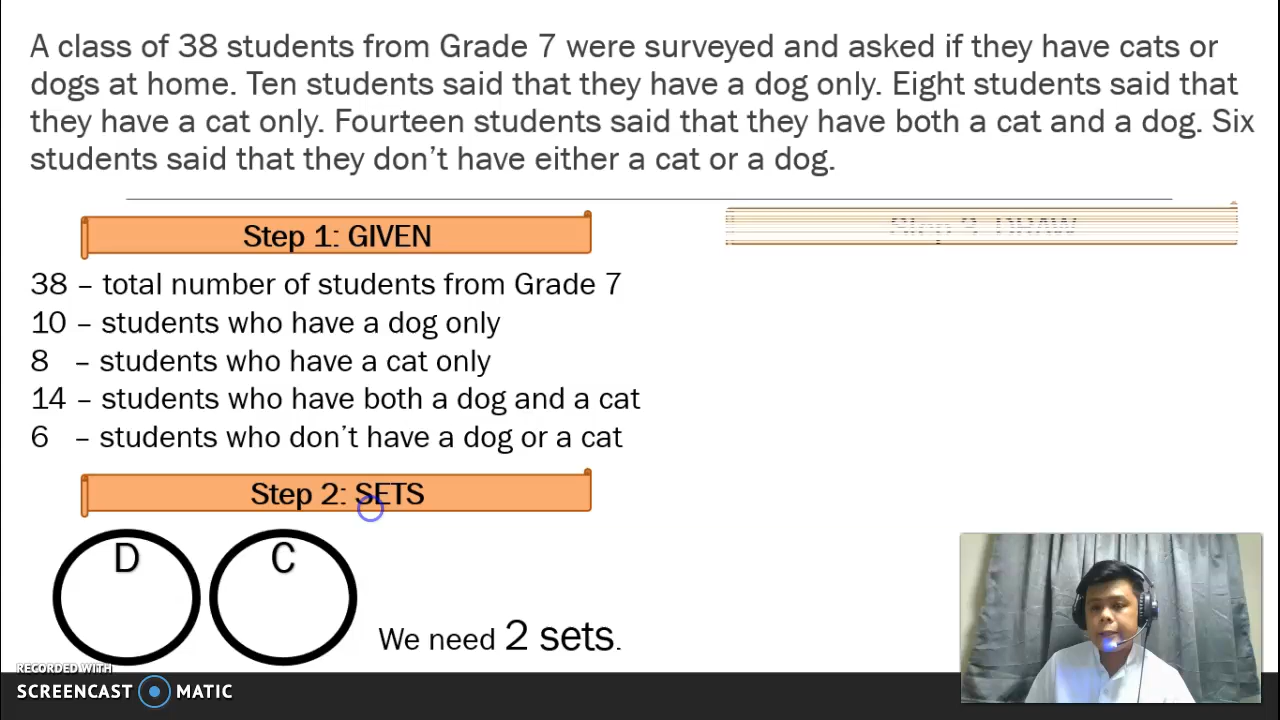 A class of 38 students from Grade 7 were surveyed and asked if they have cats or
dogs at home. Ten students said that they have a dog only. Eight students said that
they have a cat only. Fourteen students said that they have both a cat and a dog. Six
students said that they don't have either a cat or a dog.
Step 1: GIVEN
38 – total number of students from Grade 7
10 – students who have a dog only
8 – students who have a cat only
14 – students who have both a dog and a cat
6 – students who don't have a dog or a cat
Step 2: SETS
D C
We need 2 sets.
RECORDED WITH
SCREENCAST MATIC